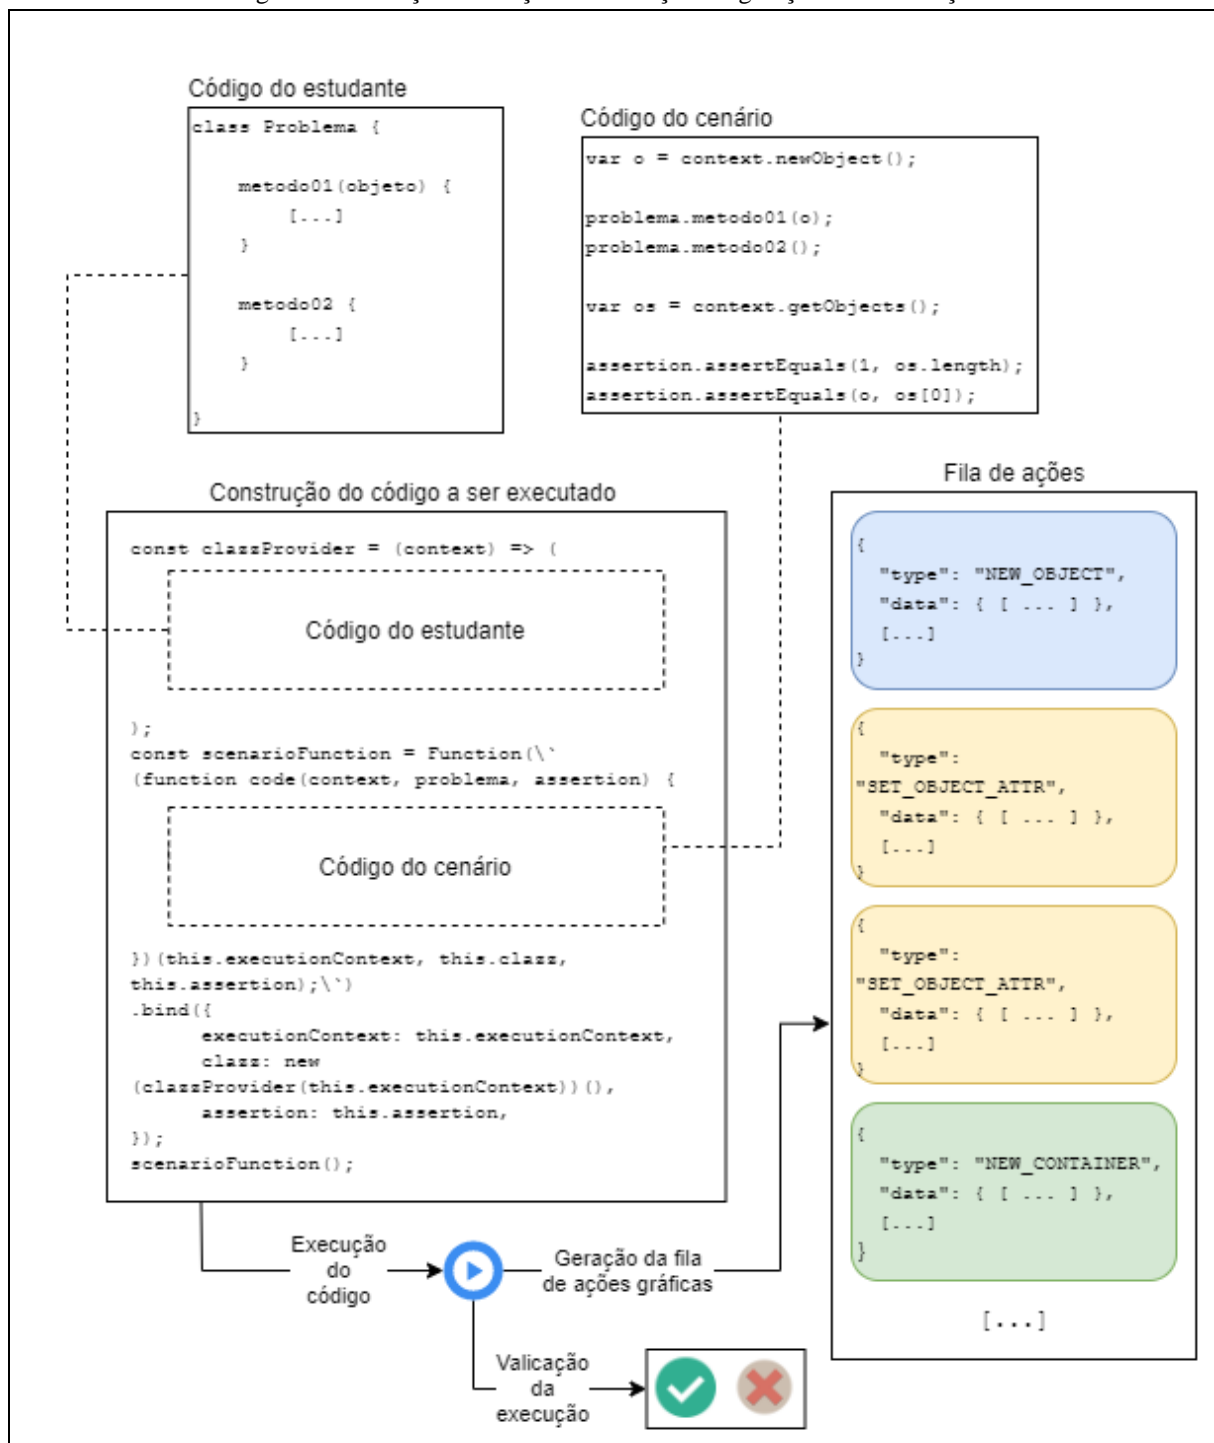 Código do estudante
class Problema {
metodo01(objeto) {
[...]
}
metodo02 {
[...]
}
}
Código do cenário
var o = context.newObject();
problema.metodo01(o);
problema.metodo02();
var os = context.getObjects();
assertion.assertEquals(1, os.length);
assertion.assertEquals(o, os[0]);
Construção do código a ser executado
const clazzProvider = (context) => (
Código do estudante
);
const scenarioFunction = Function(\`
(function code(context, problema, assertion) {
Código do cenário
})(this.executionContext, this.clazz,
this.assertion);\`)
.bind({
executionContext: this.executionContext,
clazz: new
(clazzProvider(this.executionContext))(),
assertion: this.assertion,
});
scenarioFunction();
Fila de ações
{
"type": "NEW_OBJECT",
"data": { [ ... ] },
[...]
}
{
"type":
"SET_OBJECT_ATTR",
"data": { [ ... ] },
[...]
}
{
"type":
"SET_OBJECT_ATTR",
"data": { [ ... ] },
[...]
}
{
"type": "NEW_CONTAINER",
"data": { [ ... ] },
[...]
}
[...]
Execução
do
código
Geração da fila
de ações gráficas
Valicação
da
execução